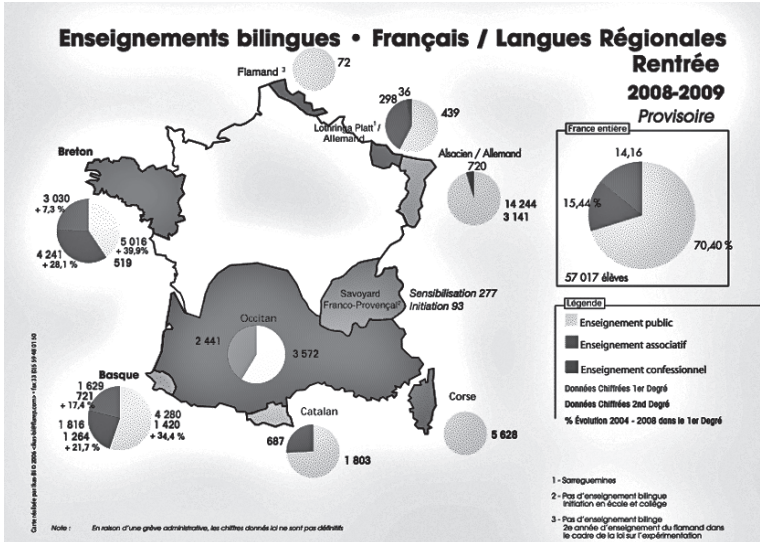 Enseignements bilingues • Français / Langues Régionales
Rentrée
2008-2009
Provisoire
Flamand ³
72
36
298
439
Lothringa Platt¹/
Allemand
Alsacien / Allemand
720
14 244
3 141
Breton
3 030
+ 7,3 %
4 241
+ 28,1 %
5 016
+ 39,9%
519
France entière
14,16
15,44 %
70,40 %
57 017 élèves
Savoyard
Franco-Provençal²
Sensibilisation 277
Initiation 93
Occitan
2 441
3 572
Légende
Enseignement public
Enseignement associatif
Enseignement confessionnel
Données Chiffrées 1er Degré
Données Chiffrées 2nd Degré
% Évolution 2004 - 2008 dans le 1er Degré
Basque
1 629
721
+ 17,4 %
1 816
1 264
+ 21,7 %
4 280
1 420
+ 34,4 %
Catalan
687
1 803
Corse
5 628
1 - Sarreguemines
2 - Pas d'enseignement bilingue
Initiation en école et collège
3 - Pas d'enseignement bilinge
2e année d'enseignement du flamand dans
le cadre de la loi sur l'expérimentation
Note :
En raison d'une grève administrative, les chiffres donnés ici ne sont pas définitifs
Carte réalisée par